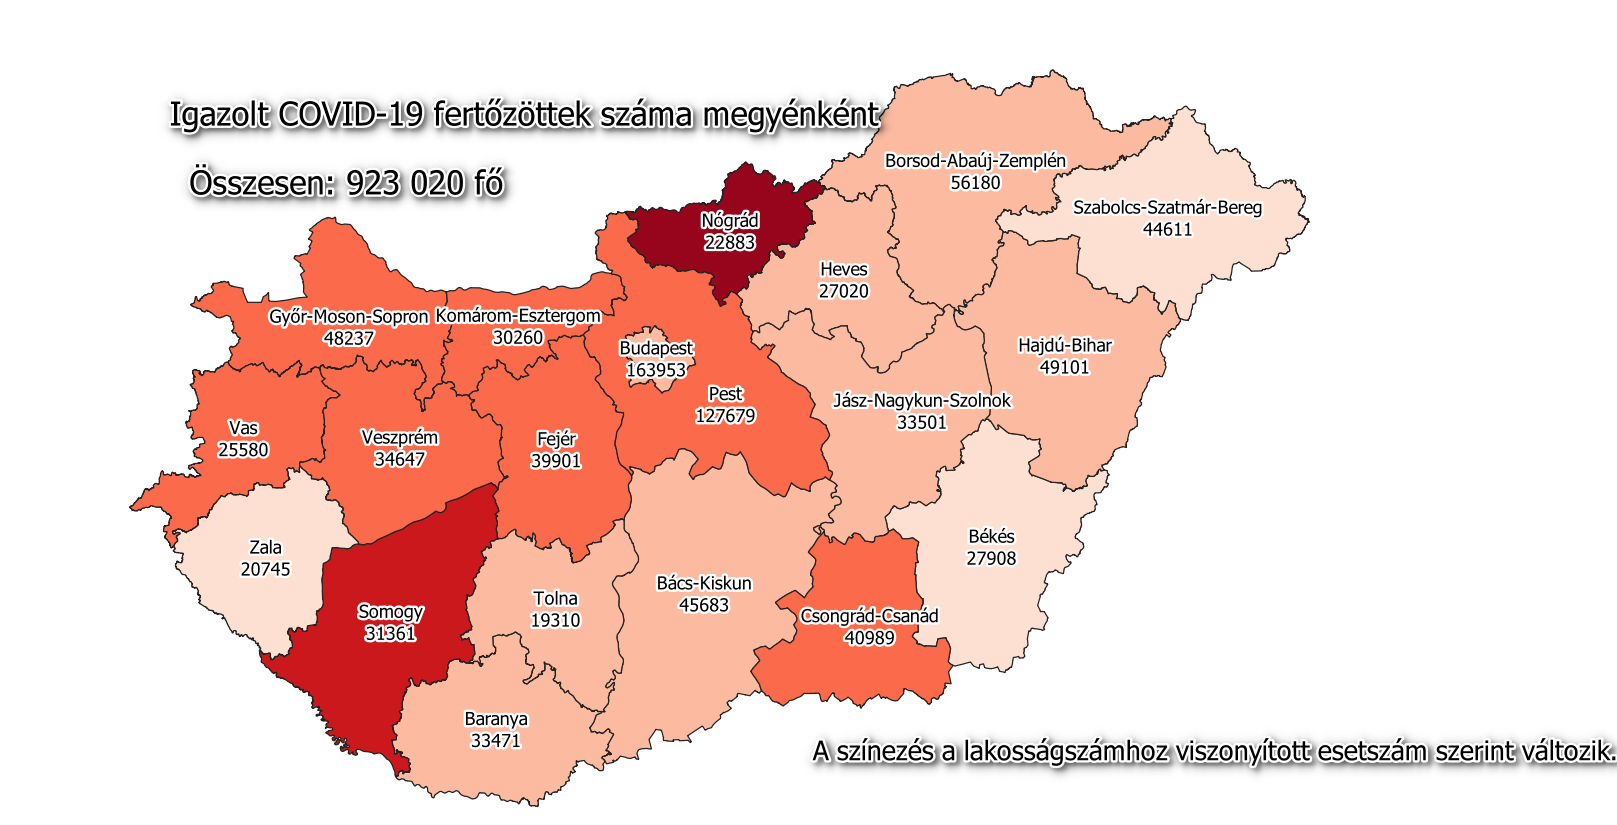 Igazolt COVID-19 fertőzöttek száma megyénként
Összesen: 923 020 fő
Borsod-Abaúj-Zemplén
56180
Szabolcs-Szatmár-Bereg
44611
Nógrád
22883
Heves
27020
Győr-Moson-Sopron
48237
Komárom-Esztergom
30260
Budapest
163953
Hajdú-Bihar
49101
Pest
127679
Jász-Nagykun-Szolnok
33501
Vas
25580
Veszprém
34647
Fejér
39901
Zala
20745
Békés
27908
Somogy
31361
Tolna
19310
Bács-Kiskun
45683
Csongrád-Csanád
40989
Baranya
33471
A színezés a lakosságszámhoz viszonyított esetszám szerint változik.